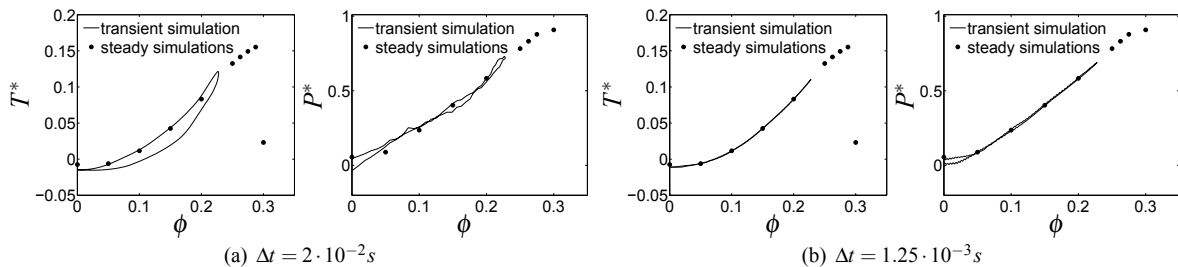 0.2
0.15
0.1
0.05
0
−0.05
T*
transient simulation
steady simulations
0 0.1 0.2 0.3
ϕ
1
0.5
0
P*
transient simulation
steady simulations
0 0.1 0.2 0.3
ϕ
(a) Δt = 2 · 10⁻²s
0.2
0.15
0.1
0.05
0
−0.05
T*
transient simulation
steady simulations
0 0.1 0.2 0.3
ϕ
1
0.5
0
P*
transient simulation
steady simulations
0 0.1 0.2 0.3
ϕ
(b) Δt = 1.25 · 10⁻³s